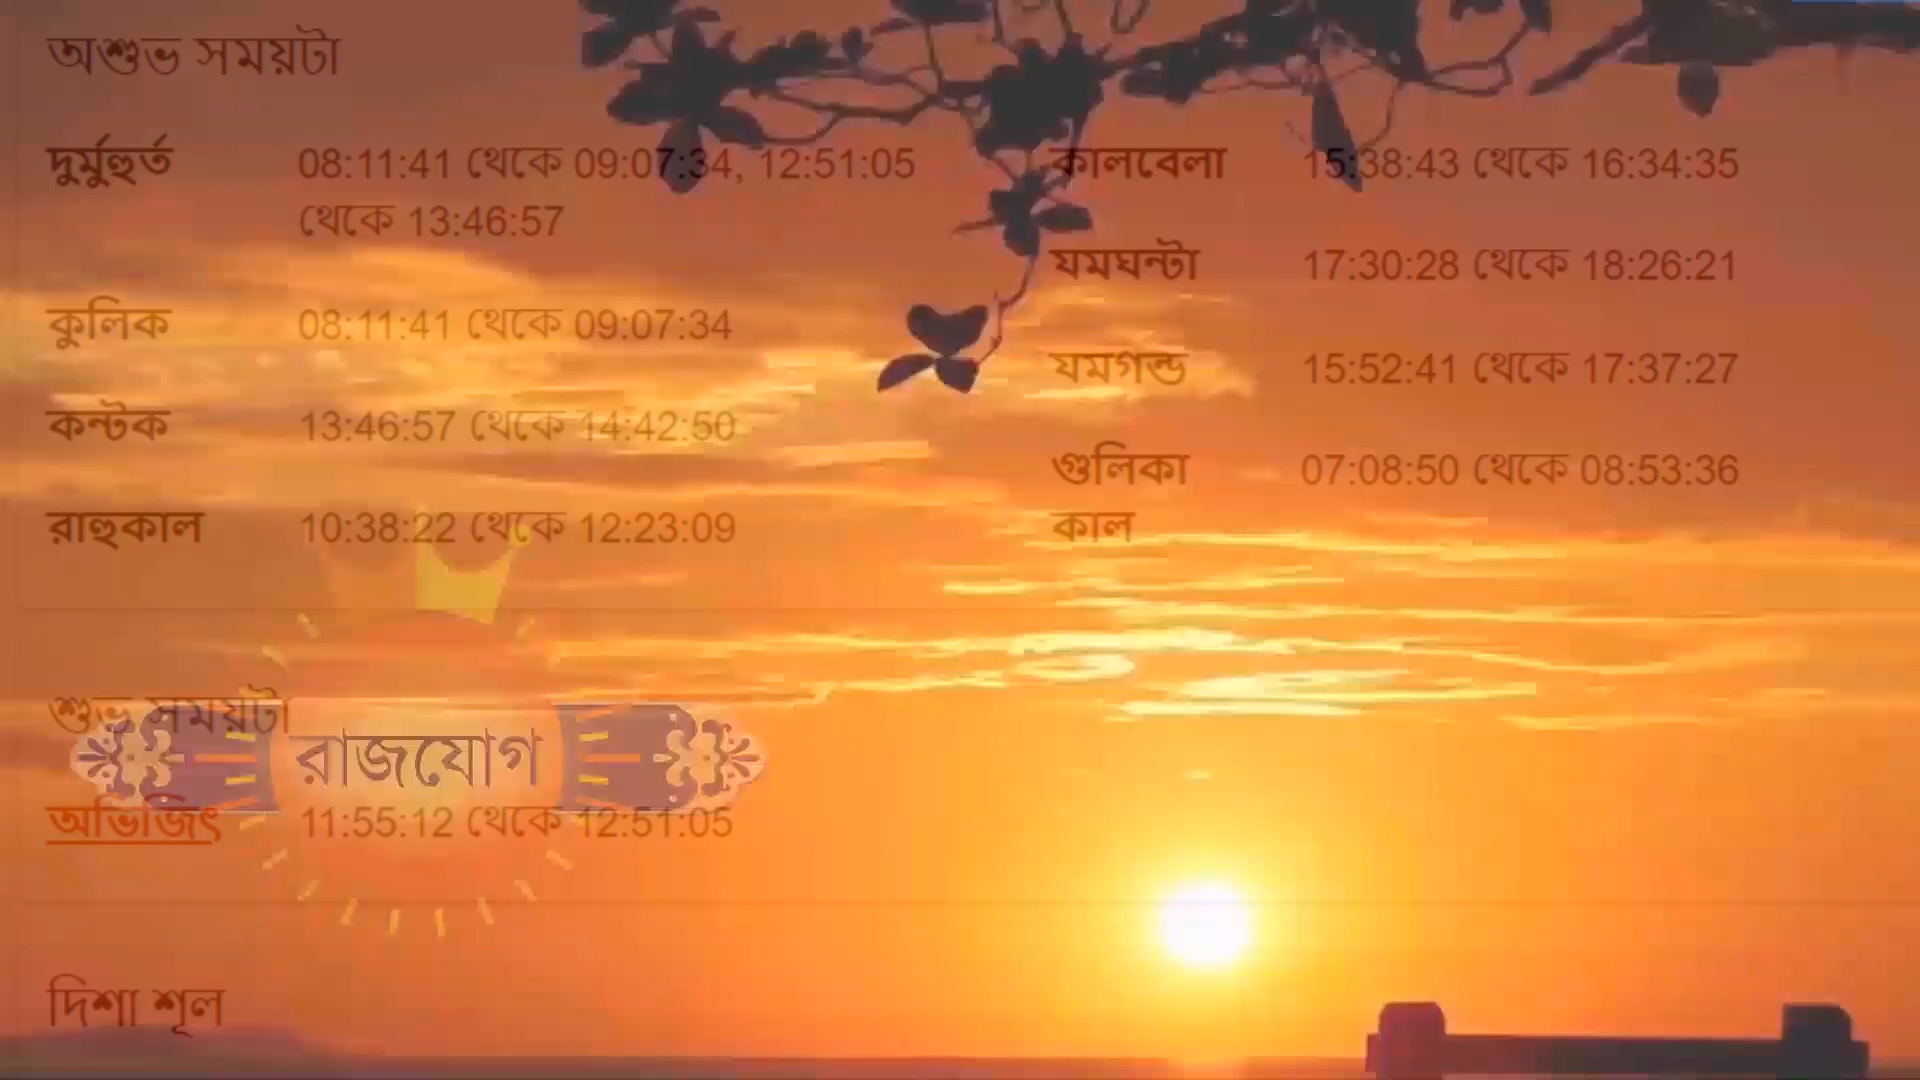 অশুভ সময়টা
দুর্মুহুর্ত 08:11:41 থেকে 09:07:34, 12:51:05
থেকে 13:46:57
কুলিক 08:11:41 থেকে 09:07:34
কন্টক 13:46:57 থেকে 14:42:50
রাহুকাল 10:38:22 থেকে 12:23:09
কালবেলা 15:38:43 থেকে 16:34:35
যমঘন্টা 17:30:28 থেকে 18:26:21
যমগন্ড 15:52:41 থেকে 17:37:27
গুলিকা 07:08:50 থেকে 08:53:36
কাল
শুভ সময়টা
রাজযোগ
অভিজিৎ 11:55:12 থেকে 12:51:05
দিশা শূল